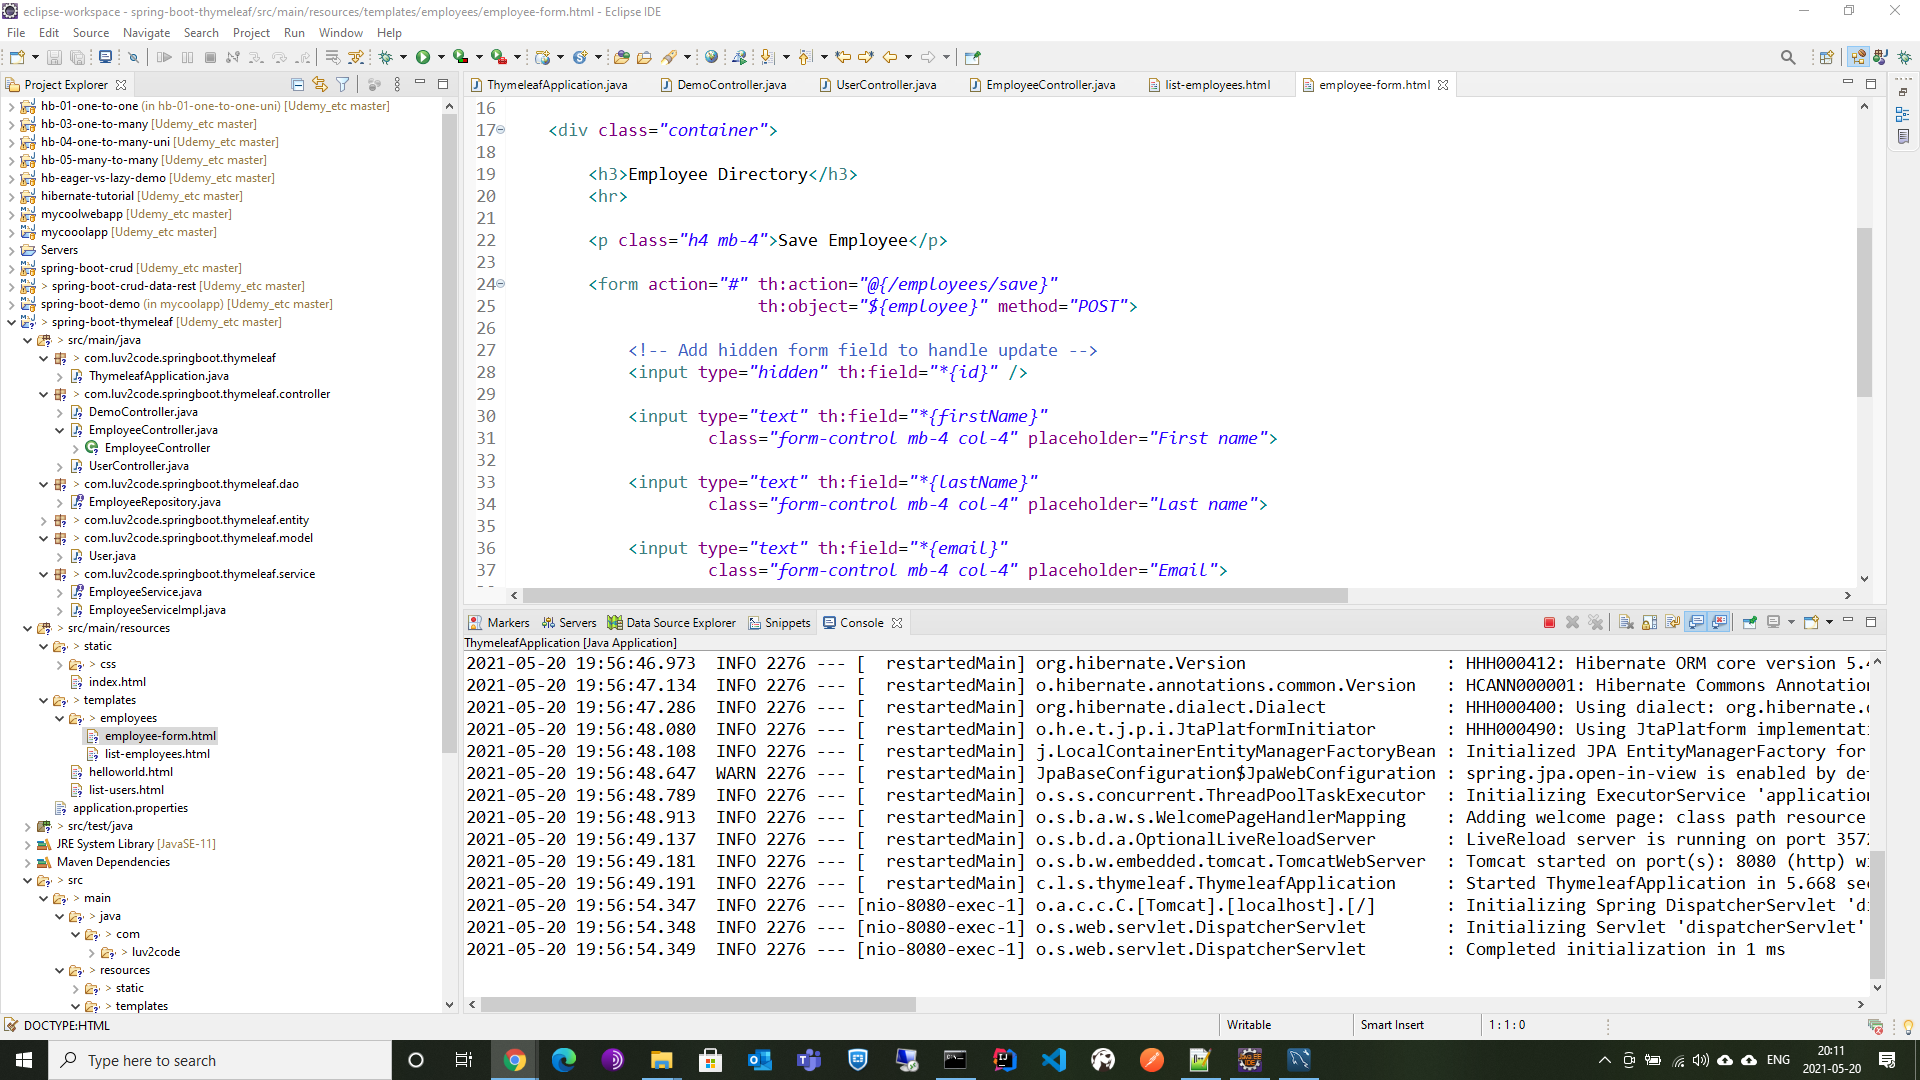 eclipse-workspace - spring-boot-thymeleaf/src/main/resources/templates/employees/employee-form.html - Eclipse IDE
File Edit Source Navigate Search Project Run Window Help
Project Explorer
hb-01-one-to-one (in hb-01-one-to-one-uni) [Udemy_etc master]
hb-03-one-to-many [Udemy_etc master]
hb-04-one-to-many-uni [Udemy_etc master]
hb-05-many-to-many [Udemy_etc master]
hb-eager-vs-lazy-demo [Udemy_etc master]
hibernate-tutorial [Udemy_etc master]
mycoolwebapp [Udemy_etc master]
mycooolapp [Udemy_etc master]
Servers
spring-boot-crud [Udemy_etc master]
> spring-boot-crud-data-rest [Udemy_etc master]
spring-boot-demo (in mycoolapp) [Udemy_etc master]
> spring-boot-thymeleaf [Udemy_etc master]
> src/main/java
> com.luv2code.springboot.thymeleaf
ThymeleafApplication.java
> com.luv2code.springboot.thymeleaf.controller
DemoController.java
EmployeeController.java
EmployeeController
UserController.java
> com.luv2code.springboot.thymeleaf.dao
EmployeeRepository.java
> com.luv2code.springboot.thymeleaf.entity
> com.luv2code.springboot.thymeleaf.model
User.java
> com.luv2code.springboot.thymeleaf.service
EmployeeService.java
EmployeeServiceImpl.java
> src/main/resources
> static
> css
index.html
> templates
> employees
employee-form.html
list-employees.html
helloworld.html
list-users.html
application.properties
> src/test/java
JRE System Library [JavaSE-11]
Maven Dependencies
> src
> main
> java
> com
> luv2code
> resources
> static
> templates
ThymeleafApplication.java DemoController.java UserController.java EmployeeController.java list-employees.html employee-form.html
16
17 <div class="container">
18
19 <h3>Employee Directory</h3>
20 <hr>
21
22 <p class="h4 mb-4">Save Employee</p>
23
24 <form action="#" th:action="@{/employees/save}"
25 th:object="${employee}" method="POST">
26
27 <!-- Add hidden form field to handle update -->
28 <input type="hidden" th:field="*{id}" />
29
30 <input type="text" th:field="*{firstName}"
31 class="form-control mb-4 col-4" placeholder="First name">
32
33 <input type="text" th:field="*{lastName}"
34 class="form-control mb-4 col-4" placeholder="Last name">
35
36 <input type="text" th:field="*{email}"
37 class="form-control mb-4 col-4" placeholder="Email">
Markers Servers Data Source Explorer Snippets Console
ThymeleafApplication [Java Application]
2021-05-20 19:56:46.973 INFO 2276 --- [ restartedMain] org.hibernate.Version : HHH000412: Hibernate ORM core version 5.4
2021-05-20 19:56:47.134 INFO 2276 --- [ restartedMain] o.hibernate.annotations.common.Version : HCANN000001: Hibernate Commons Annotation
2021-05-20 19:56:47.286 INFO 2276 --- [ restartedMain] org.hibernate.dialect.Dialect : HHH000400: Using dialect: org.hibernate.
2021-05-20 19:56:48.080 INFO 2276 --- [ restartedMain] o.h.e.t.j.p.i.JtaPlatformInitiator : HHH000490: Using JtaPlatform implementati
2021-05-20 19:56:48.108 INFO 2276 --- [ restartedMain] j.LocalContainerEntityManagerFactoryBean : Initialized JPA EntityManagerFactory for
2021-05-20 19:56:48.647 WARN 2276 --- [ restartedMain] JpaBaseConfiguration$JpaWebConfiguration : spring.jpa.open-in-view is enabled by de
2021-05-20 19:56:48.789 INFO 2276 --- [ restartedMain] o.s.s.concurrent.ThreadPoolTaskExecutor : Initializing ExecutorService 'application
2021-05-20 19:56:48.913 INFO 2276 --- [ restartedMain] o.s.b.a.w.s.WelcomePageHandlerMapping : Adding welcome page: class path resource
2021-05-20 19:56:49.137 INFO 2276 --- [ restartedMain] o.s.b.d.a.OptionalLiveReloadServer : LiveReload server is running on port 3572
2021-05-20 19:56:49.181 INFO 2276 --- [ restartedMain] o.s.b.w.embedded.tomcat.TomcatWebServer : Tomcat started on port(s): 8080 (http) wi
2021-05-20 19:56:49.191 INFO 2276 --- [ restartedMain] c.l.s.thymeleaf.ThymeleafApplication : Started ThymeleafApplication in 5.668 se
2021-05-20 19:56:54.347 INFO 2276 --- [nio-8080-exec-1] o.a.c.c.C.[Tomcat].[localhost].[/] : Initializing Spring DispatcherServlet 'di
2021-05-20 19:56:54.348 INFO 2276 --- [nio-8080-exec-1] o.s.web.servlet.DispatcherServlet : Initializing Servlet 'dispatcherServlet'
2021-05-20 19:56:54.349 INFO 2276 --- [nio-8080-exec-1] o.s.web.servlet.DispatcherServlet : Completed initialization in 1 ms
DOCTYPE:HTML Writable Smart Insert 1 : 1 : 0
Type here to search
ENG
20:11
2021-05-20